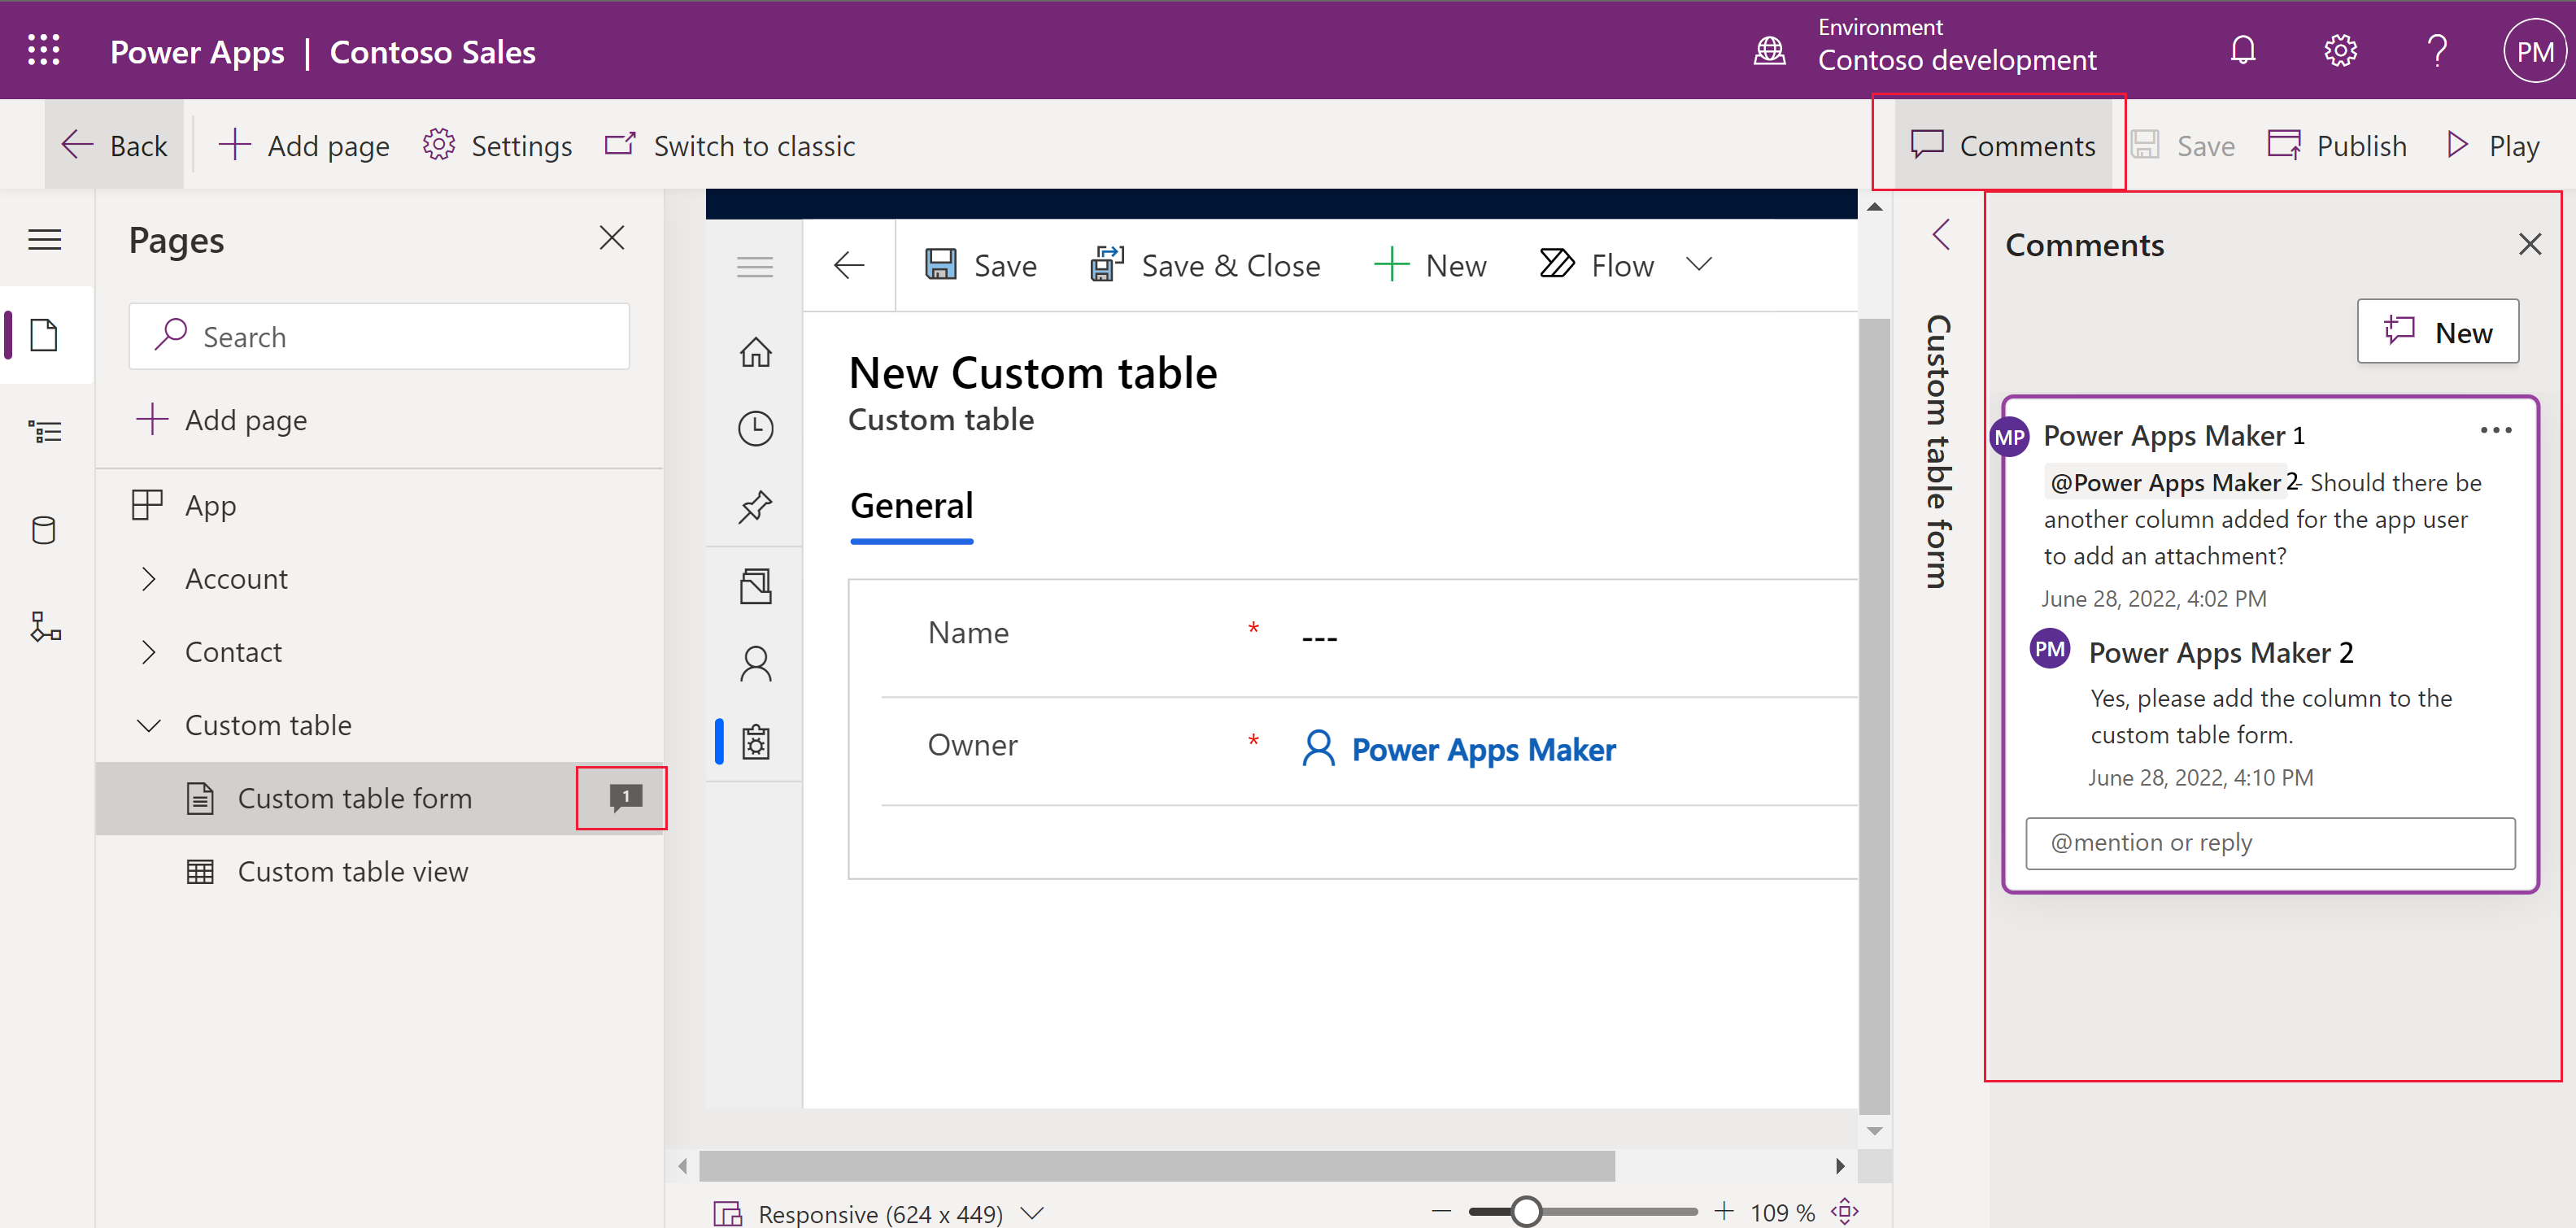 Power Apps | Contoso Sales
Environment
Contoso development
PM
Back
Add page
Settings
Switch to classic
Comments
Save
Publish
Play
Pages
Search
Add page
App
Account
Contact
Custom table
Custom table form
1
Custom table view
Save
Save & Close
New
Flow
New Custom table
Custom table
General
Name
*
---
Owner
*
Power Apps Maker
Responsive (624 x 449)
109 %
Custom table form
Comments
New
MP
Power Apps Maker 1
@Power Apps Maker 2 - Should there be
another column added for the app user
to add an attachment?
June 28, 2022, 4:02 PM
PM
Power Apps Maker 2
Yes, please add the column to the
custom table form.
June 28, 2022, 4:10 PM
@mention or reply